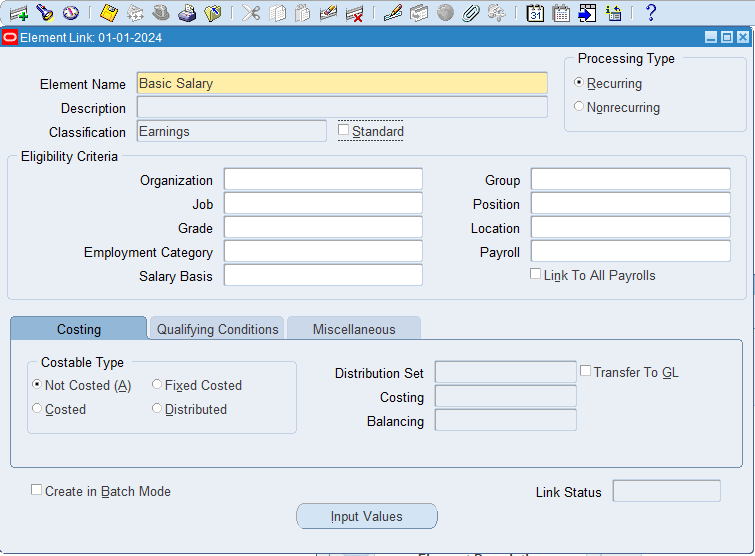 Element Link: 01-01-2024
Processing Type
Element Name Basic Salary
Recurring
Description
Nonrecurring
Classification Earnings Standard
Eligibility Criteria
Organization Group
Job Position
Grade Location
Employment Category Payroll
Salary Basis Link To All Payrolls
Costing Qualifying Conditions Miscellaneous
Costable Type
Not Costed (A) Fixed Costed
Costed Distributed
Distribution Set Transfer To GL
Costing
Balancing
Create in Batch Mode Link Status
Input Values